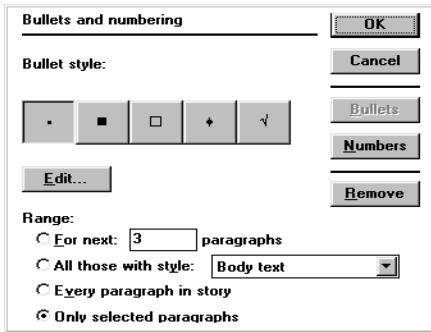 Bullets and numbering
OK
Cancel
Bullet style:
Bullets
Numbers
Edit...
Remove
Range:
For next: 3 paragraphs
All those with style: Body text
Every paragraph in story
Only selected paragraphs